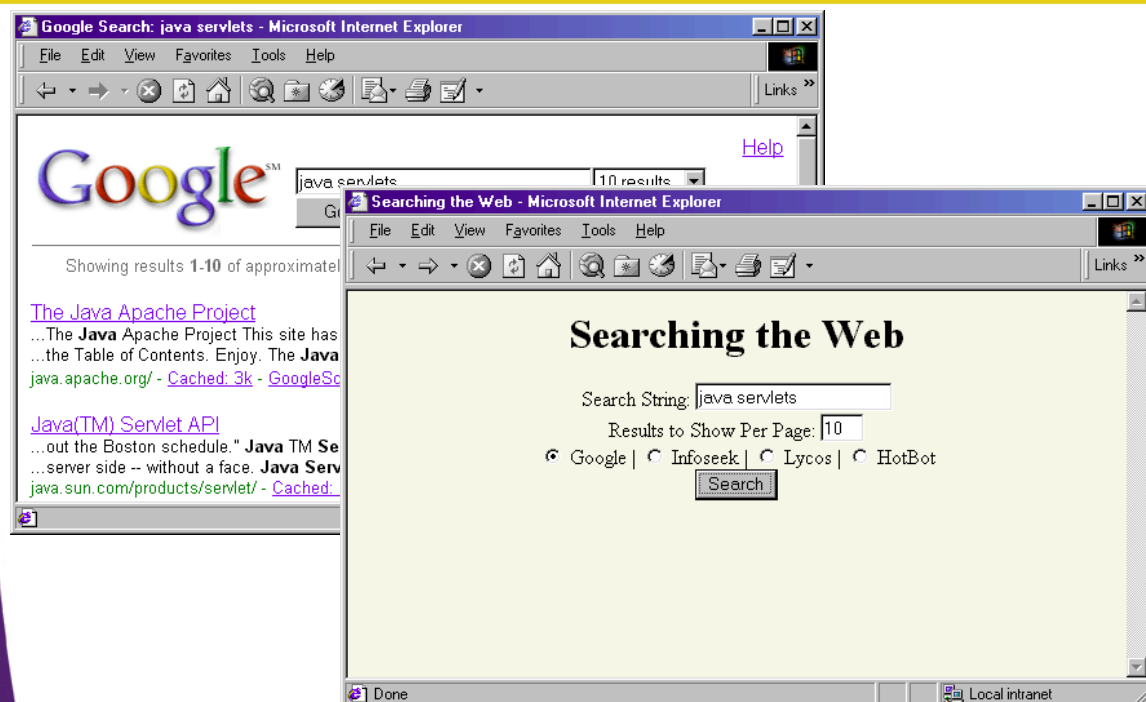 Google Search: java servlets - Microsoft Internet Explorer
File Edit View Favorites Tools Help
Links »
Help
Google SM
java servlets 10 results
Showing results 1-10 of
The Java Apache Project
...The Java Apache Project This site has
...the Table of Contents. Enjoy. The Java
java.apache.org/ - Cached: 3k -
Java(TM) Servlet API
...out the Boston schedule." Java TM
...server side -- without a face. Java
java.sun.com/products/servlet/ - Cached:
Searching the Web - Microsoft Internet Explorer
File Edit View Favorites Tools Help
Links »
Searching the Web
Search String: java servlets
Results to Show Per Page: 10
Google | Infoseek | Lycos | HotBot
Search
Done
Local intranet